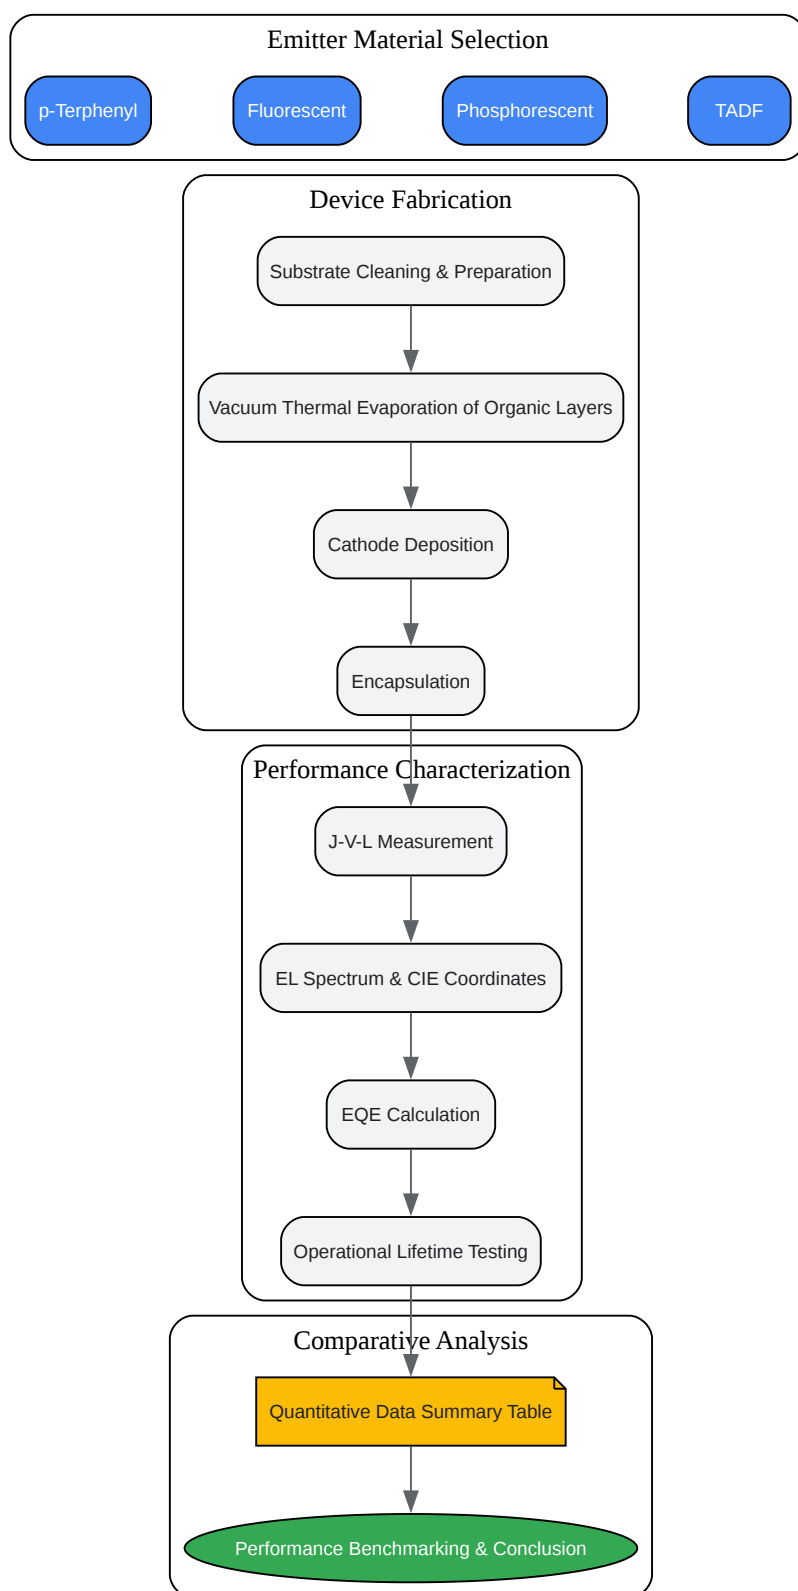 Emitter Material Selection
p-Terphenyl
Fluorescent
Phosphorescent
TADF
Device Fabrication
Substrate Cleaning & Preparation
Vacuum Thermal Evaporation of Organic Layers
Cathode Deposition
Encapsulation
Performance Characterization
J-V-L Measurement
EL Spectrum & CIE Coordinates
EQE Calculation
Operational Lifetime Testing
Comparative Analysis
Quantitative Data Summary Table
Performance Benchmarking & Conclusion